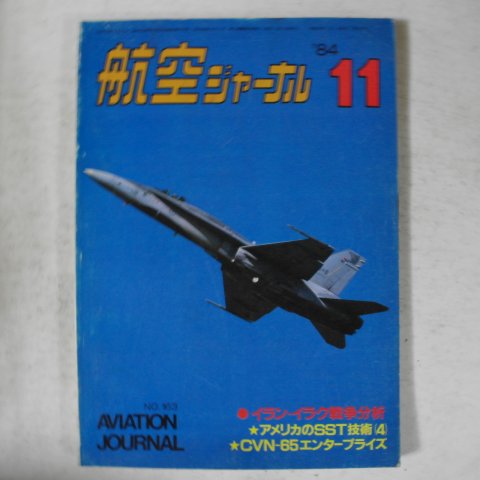 '84
航空ジャーナル
11
NO. 163
AVIATION
JOURNAL
●イラン-イラク戦争分析
★アメリカのSST技術〔4〕
★CVN-65エンタープライズ